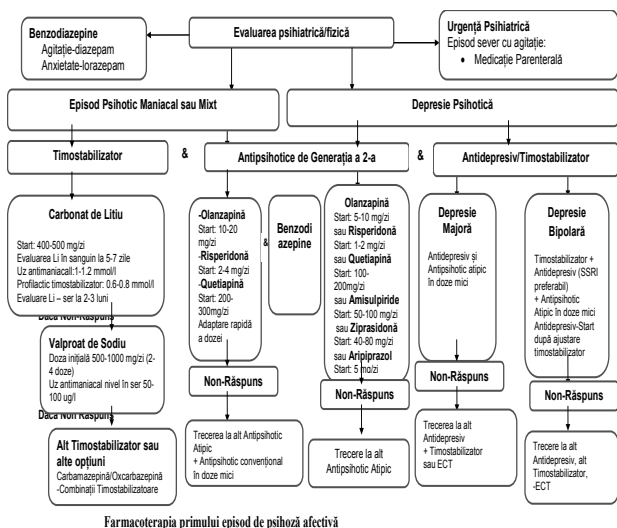 Benzodiazepine
Agitație-diazepam
Anxietate-lorazepam
Evaluarea psihiatrică/fizică
Urgență Psihiatrică
Episod sever cu agitație:
• Medicație Parenterală
Episod Psihotic Maniacal sau Mixt
Depresie Psihotică
Timostabilizator
&
Antipsihotice de Generația a 2-a
&
Antidepresiv/Timostabilizator
Carbonat de Litiu
Start: 400-500 mg/zi
Evaluarea Li în sanguin la 5-7 zile
Uz antimaniacal:1-1.2 mmol/l
Profilactic timostabilizator: 0.6-0.8 mmol/l
Evaluare Li – ser la 2-3 luni
Daca Non-Răspuns
Valproat de Sodiu
Doza inițială 500-1000 mg/zi (2-
4 doze)
Uz antimaniacal nivel în ser 50-
100 ug/l
Daca Non Răspuns
Alt Timostabilizator sau
alte opțiuni
Carbamazepină/Oxcarbazepină
-Combinații Timostabilizatoare
-Olanzapină
Start: 10-20
mg/zi
-Risperidonă
Start: 2-4 mg/zi
-Quetiapină
Start: 200-
300mg/zi
Adaptare rapidă
a dozei
&
Benzodi
azepine
Non-Răspuns
Trecerea la alt Antipsihotic
Atipic
+ Antipsihotic convențional
în doze mici
Olanzapină
Start: 5-10 mg/zi
sau Risperidonă
Start: 1-2 mg/zi
sau Quetiapină
Start: 100-
200mg/zi
sau Amisulpiride
Start: 50-100 mg/zi
sau Ziprasidonă
Start: 40-80 mg/zi
sau Aripiprazol
Start: 5 mg/zi
Non-Răspuns
Trecere la alt
Antipsihotic Atipic
Depresie
Majoră
Antidepresiv și
Antipsihotic atipic
în doze mici
Non-Răspuns
Trecerea la alt
Antidepresiv
+ Timostabilizator
sau ECT
Depresie
Bipolară
Timostabilizator +
Antidepresiv (SSRI
preferabil)
+ Antipsihotic
Atipic în doze mici
Antidepresiv-Start
după ajustare
timostabilizator
Non-Răspuns
Trecere la alt
Antidepresiv, alt
Timostabilizator,
-ECT
Farmacoterapia primului episod de psihoză afectivă